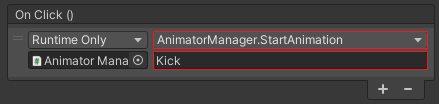 On Click ()
Runtime Only AnimatorManager.StartAnimation
Animator Mana Kick